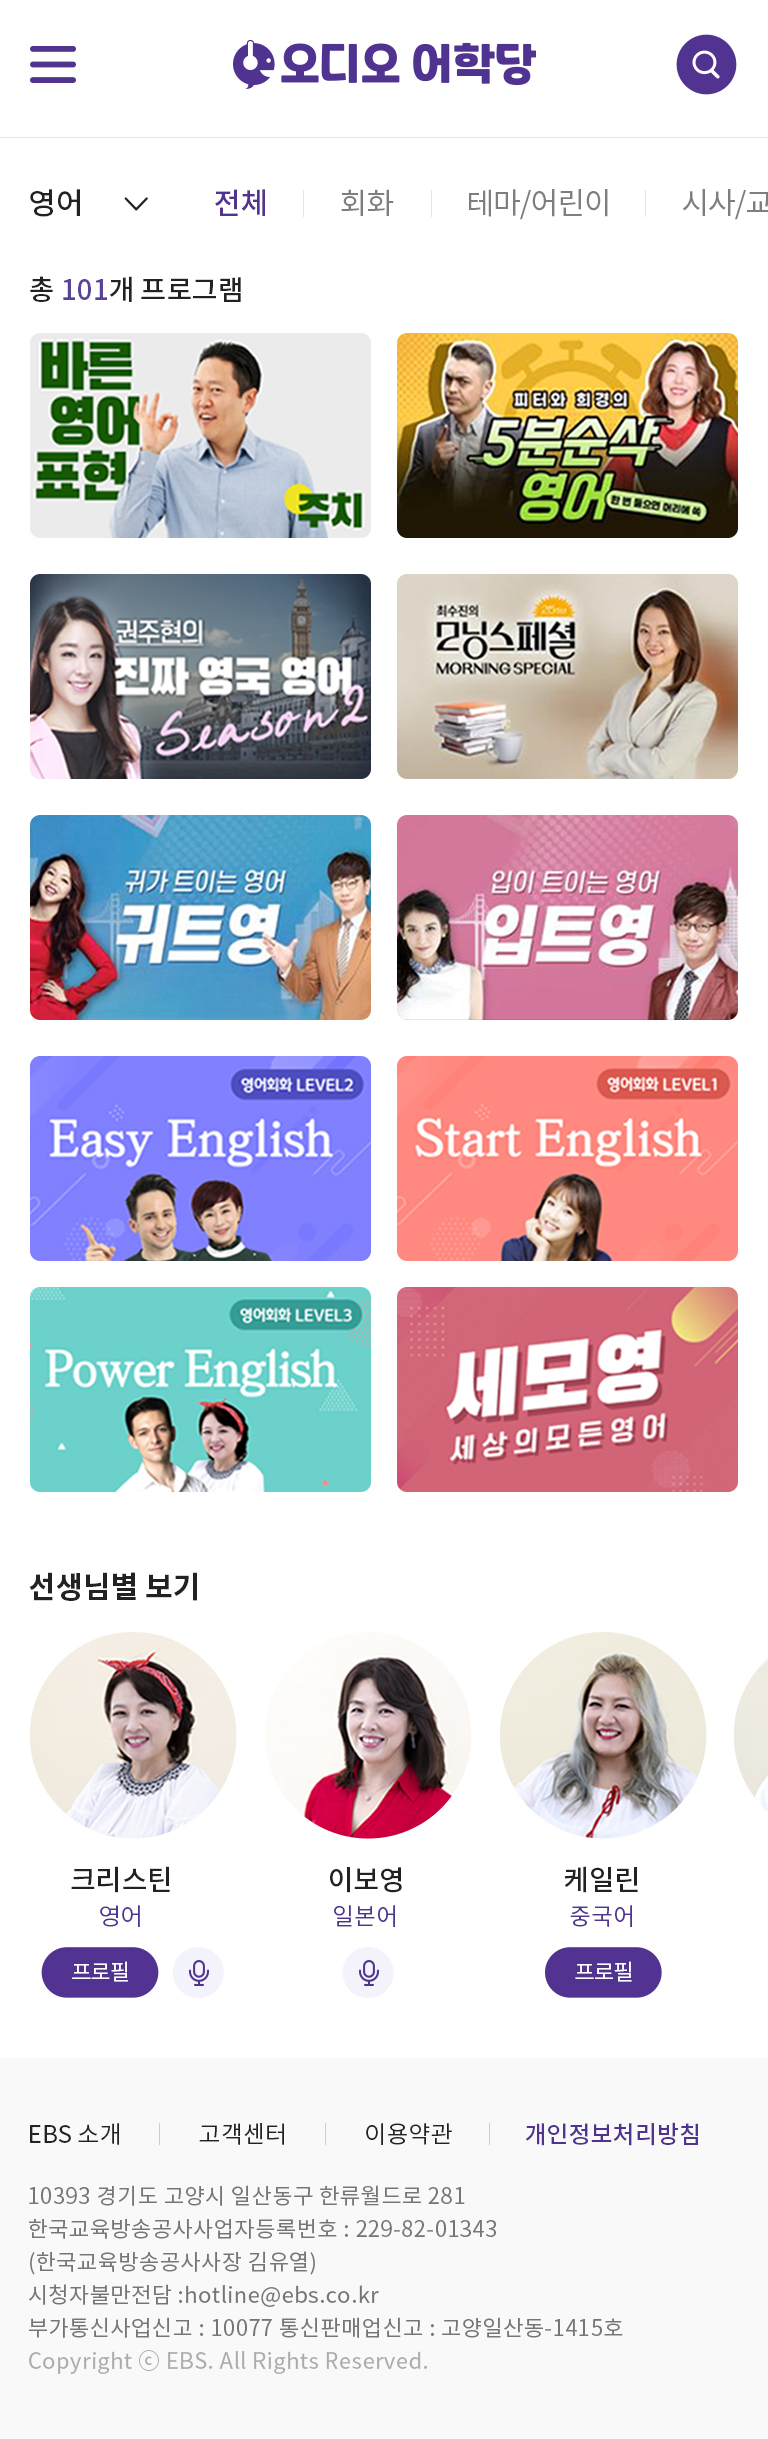 오디오 어학당
영어 전체 회화 테마/어린이 시사/교
총 101개 프로그램
바른
영어
표현
주치
피터와 희경의
5분순삭
영어
한 번 들으면 머리에 쏙
권주현의
진짜 영국 영어
Season2
최수진의
모닝스페셜
MORNING SPECIAL
귀가 트이는 영어
귀트영
입이 트이는 영어
입트영
영어회화 LEVEL2
Easy English
영어회화 LEVEL1
Start English
영어회화 LEVEL3
Power English
세모영
세상의모든영어
선생님별 보기
크리스틴 이보영 케일린
영어 일본어 중국어
프로필 프로필
EBS 소개 고객센터 이용약관 개인정보처리방침
10393 경기도 고양시 일산동구 한류월드로 281
한국교육방송공사사업자등록번호 : 229-82-01343
(한국교육방송공사사장 김유열)
시청자불만전담 :hotline@ebs.co.kr
부가통신사업신고 : 10077 통신판매업신고 : 고양일산동-1415호
Copyright ⓒ EBS. All Rights Reserved.